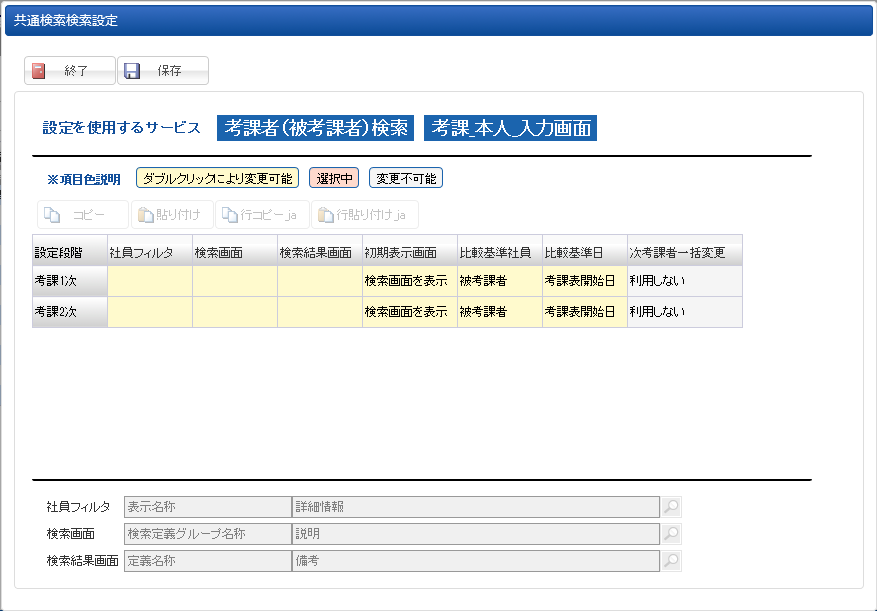 共通検索検索設定
終了 保存
設定を使用するサービス 考課者(被考課者)検索 考課_本人_入力画面
※項目色説明 ダブルクリックにより変更可能 選択中 変更不可能
コピー 貼り付け 行コピー_ja 行貼り付け_ja
設定段階 社員フィルタ 検索画面 検索結果画面 初期表示画面 比較基準社員 比較基準日 次考課者一括変更
考課1次 検索画面を表示 被考課者 考課表開始日 利用しない
考課2次 検索画面を表示 被考課者 考課表開始日 利用しない
社員フィルタ 表示名称 詳細情報
検索画面 検索定義グループ名称 説明
検索結果画面 定義名称 備考